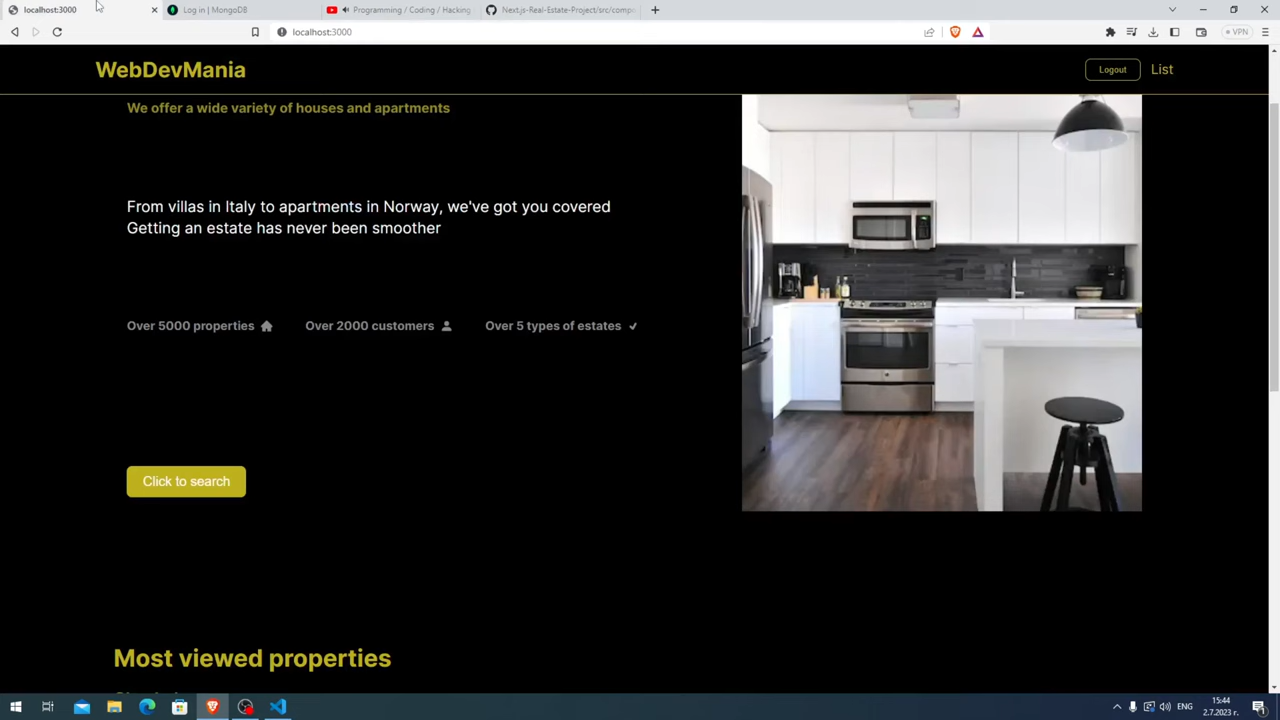 localhost:3000
Log in | MongoDB
Programming / Coding / Hacking
Next.js-Real-Estate-Project/src/comp
localhost:3000
VPN
WebDevMania
Logout
List
We offer a wide variety of houses and apartments
From villas in Italy to apartments in Norway, we've got you covered
Getting an estate has never been smoother
Over 5000 properties
Over 2000 customers
Over 5 types of estates
Click to search
Most viewed properties
ENG
15:44
2.7.2023 г.